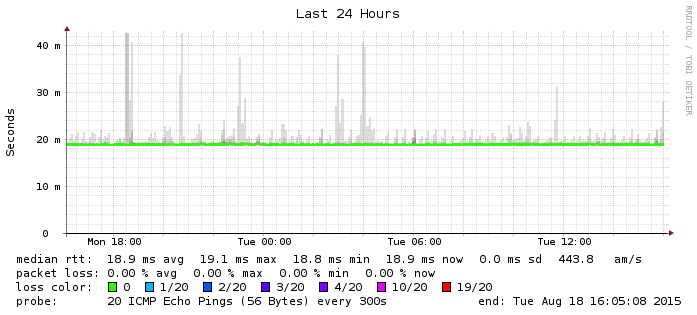 Last 24 Hours
RRDTOOL / TOBI OETIKER
Seconds
40 m
30 m
20 m
10 m
0
Mon 18:00 Tue 00:00 Tue 06:00 Tue 12:00
median rtt: 18.9 ms avg 19.1 ms max 18.8 ms min 18.9 ms now 0.0 ms sd 443.8 am/s
packet loss: 0.00 % avg 0.00 % max 0.00 % min 0.00 % now
loss color: 0 1/20 2/20 3/20 4/20 10/20 19/20
probe: 20 ICMP Echo Pings (56 Bytes) every 300s end: Tue Aug 18 16:05:08 2015